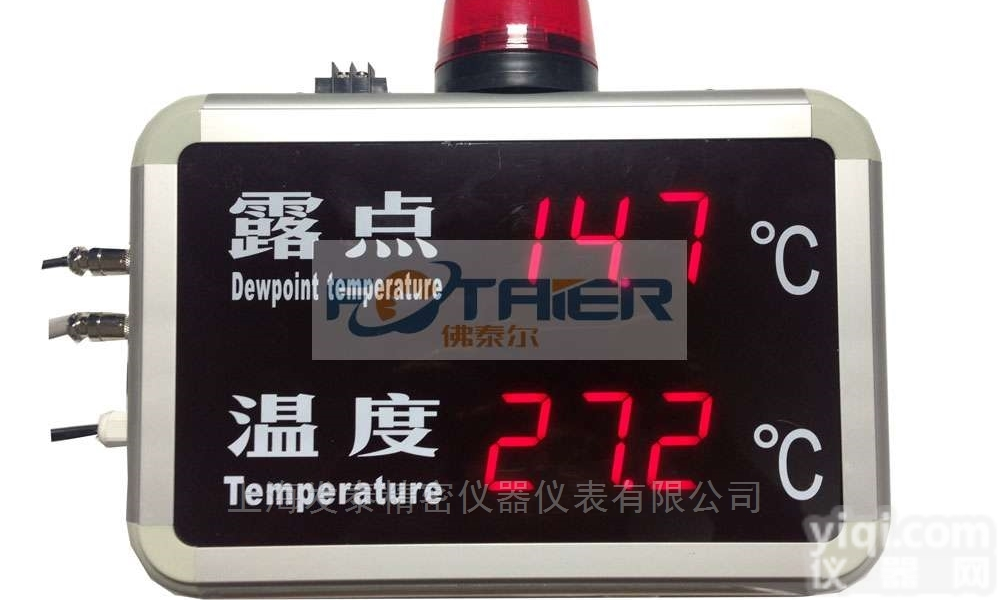 露点 14.7 ℃
Dewpoint temperature
FOTAIER
佛泰尔
温度 27.2 ℃
Temperature
上海发泰精密仪器仪表有限公司
yiqi.com
仪器网